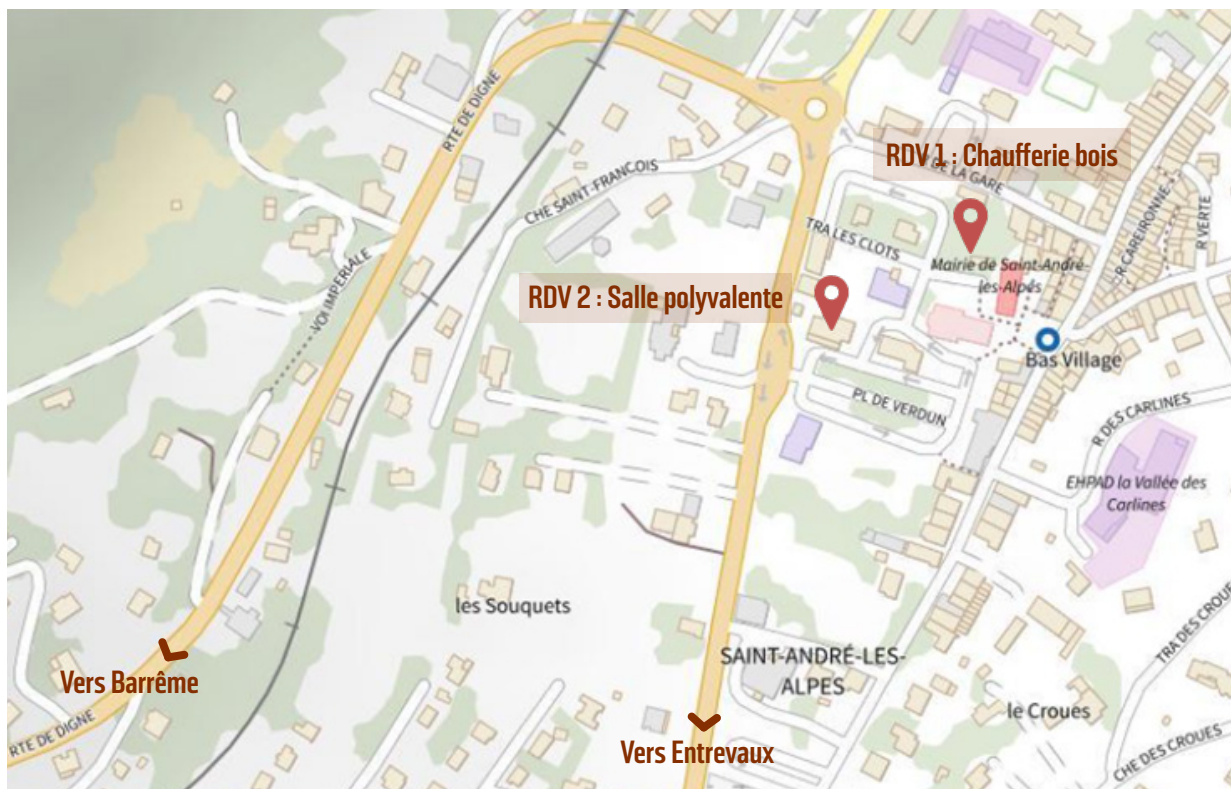 RTE DE DIGNE
RDV 1 : Chaufferie bois
DE LA GARE
CHE SAINT-FRANCOIS
R CAREIRONNE
R VERTE
TRA LES CLOTS
VOI IMPERIALE
Mairie de Saint-André-
les-Alpes
RDV 2 : Salle polyvalente
Bas Village
PL DE VERDUN
R DES CARLINES
EHPAD la Vallée des
Carlines
les Souquets
TRA DES CROUE
SAINT-ANDRÉ-LES-
ALPES
Vers Barrême
le Croues
RTE DE DIGNE
Vers Entrevaux
CHE DES CROUES